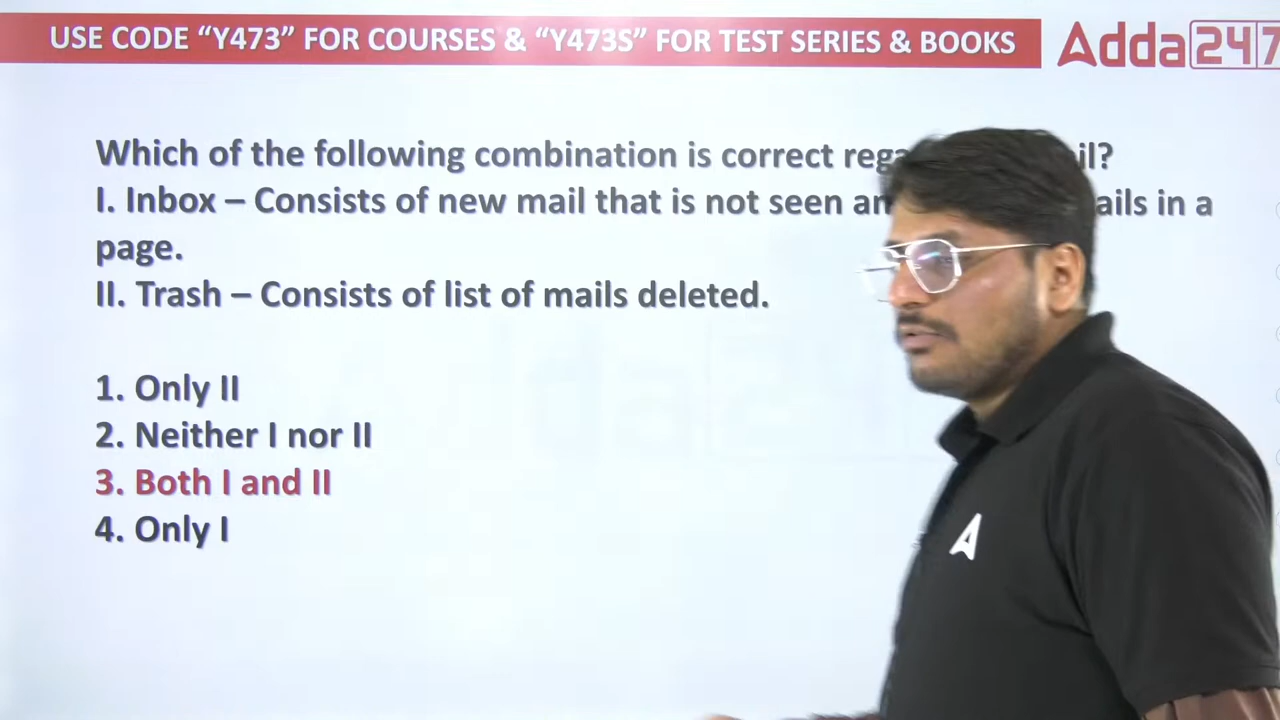 USE CODE “Y473” FOR COURSES & “Y473S” FOR TEST SERIES & BOOKS
Adda247
Which of the following combination is correct
I. Inbox – Consists of new mail that is not seen in a
page.
II. Trash – Consists of list of mails deleted.
1. Only II
2. Neither I nor II
3. Both I and II
4. Only I